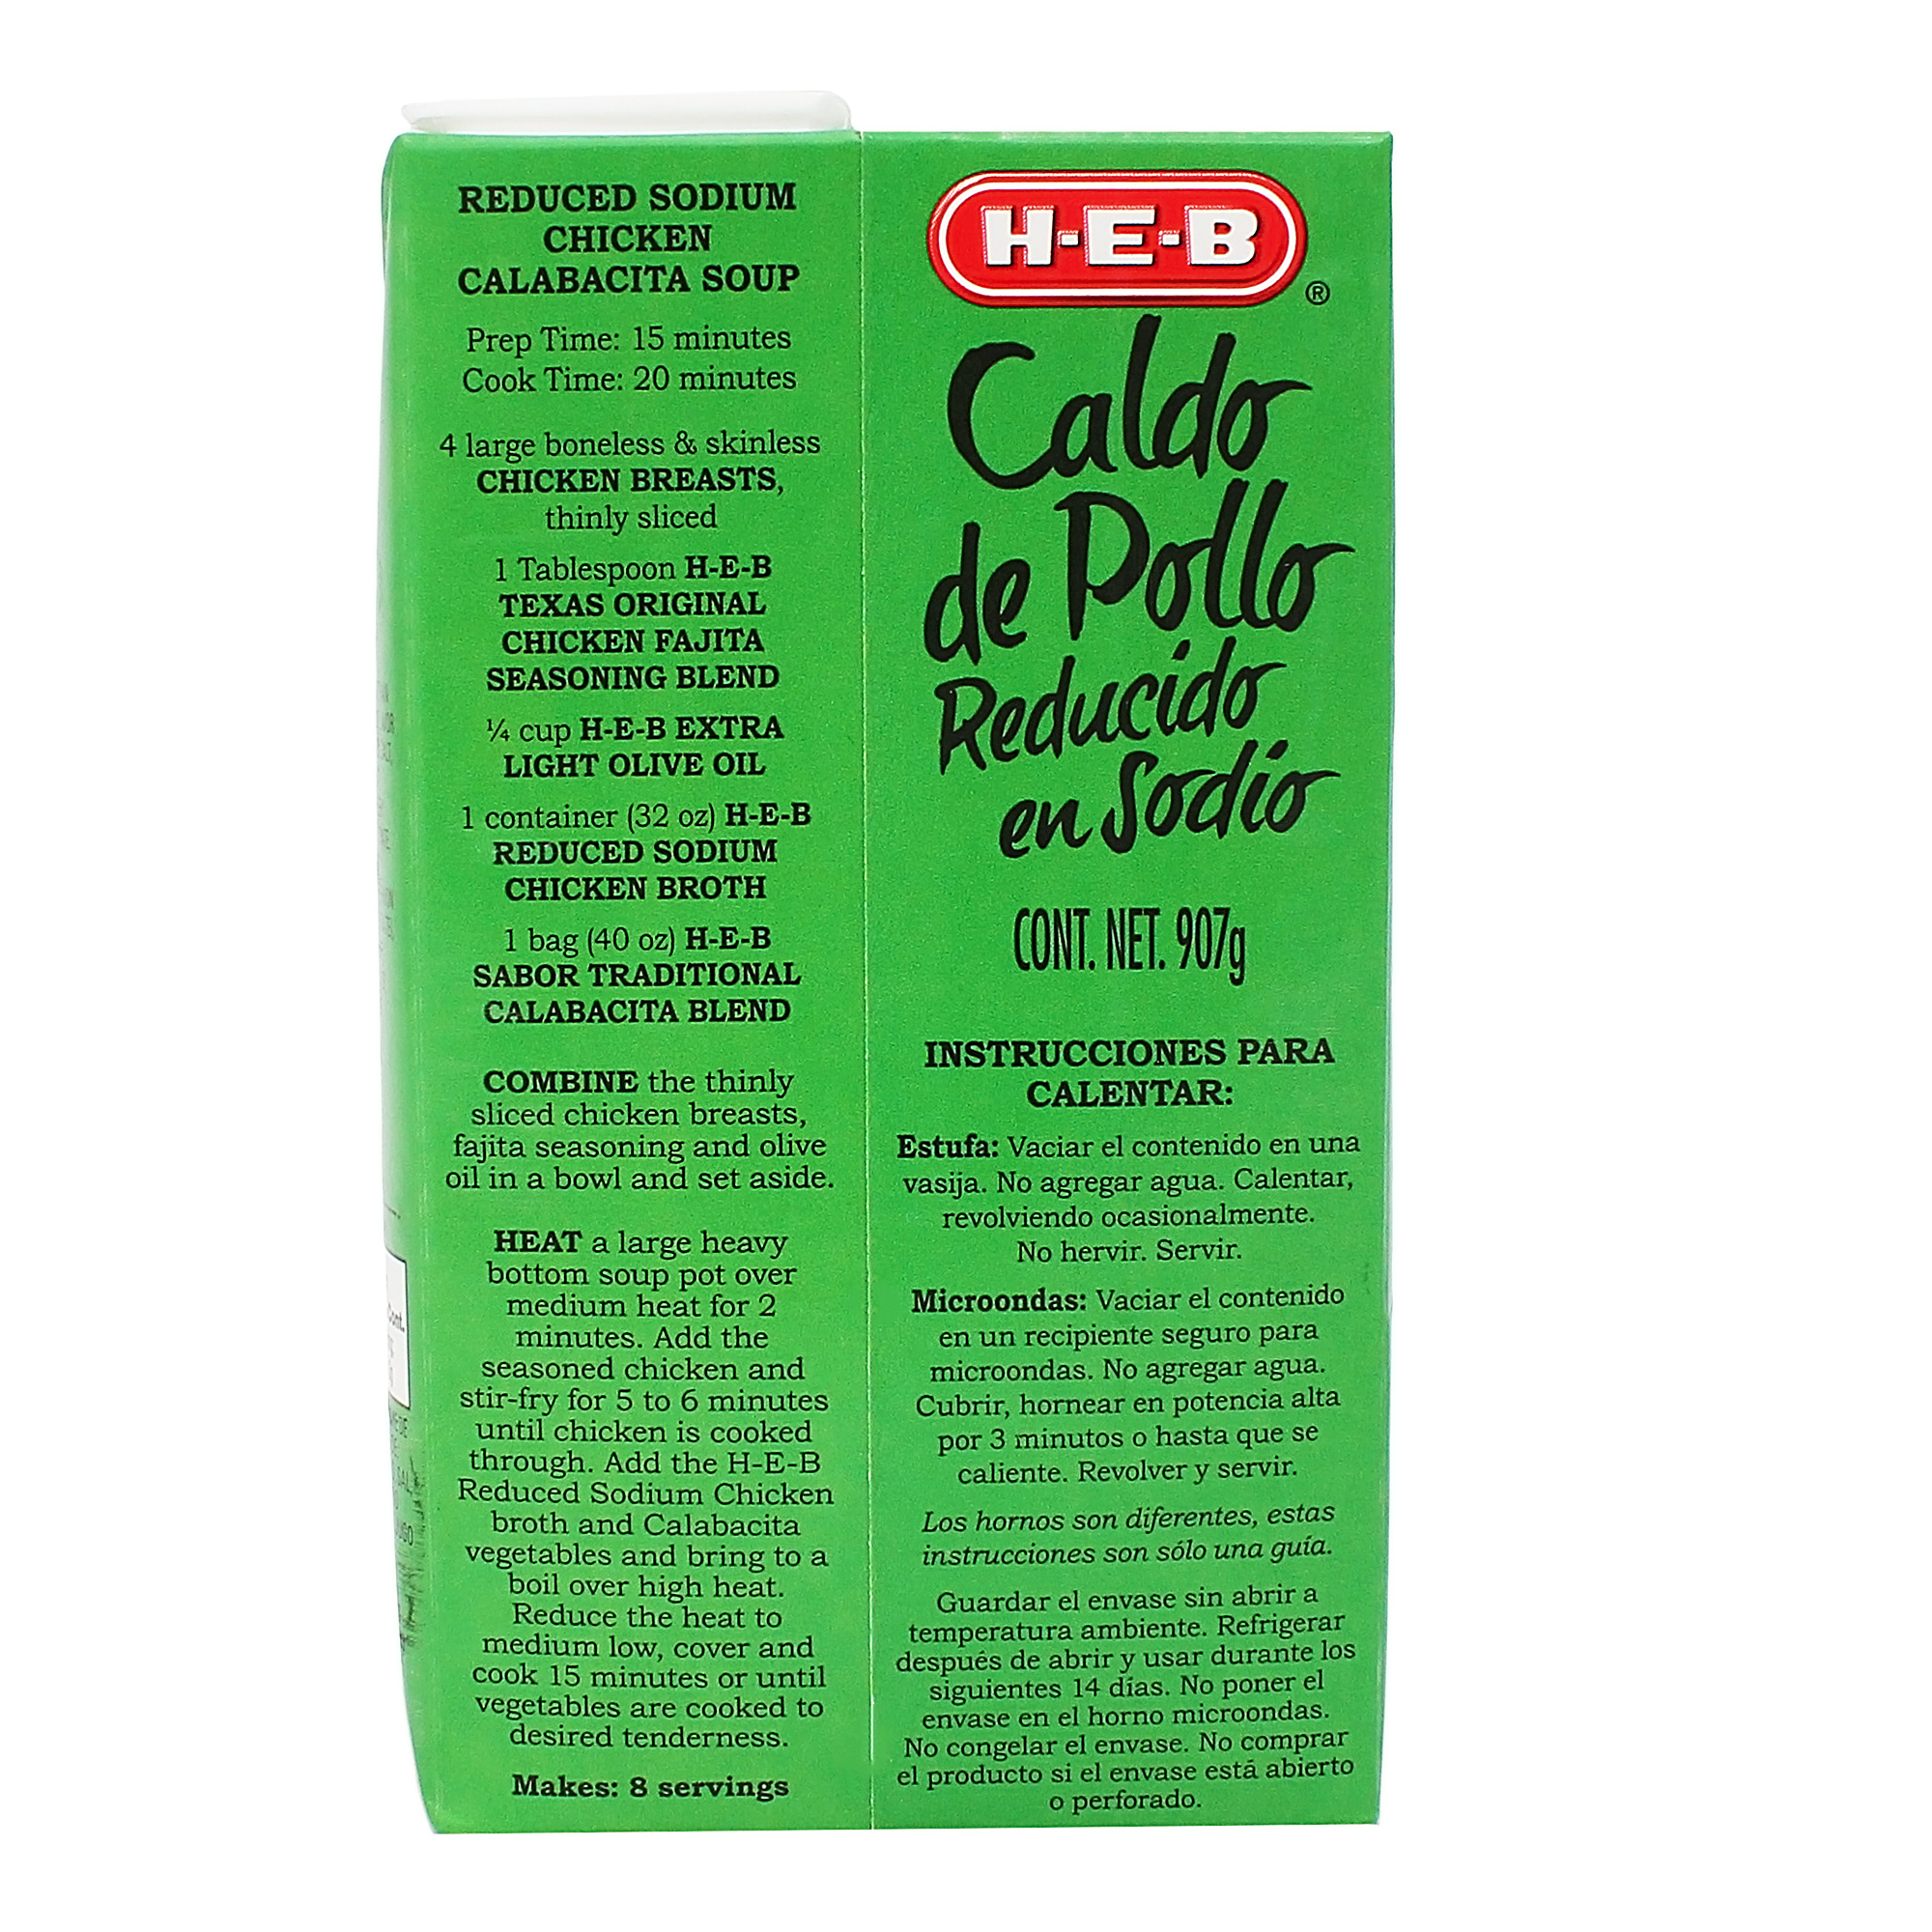 REDUCED SODIUM
CHICKEN
CALABACITA SOUP
Prep Time: 15 minutes
Cook Time: 20 minutes
4 large boneless & skinless
CHICKEN BREASTS,
thinly sliced
1 Tablespoon H-E-B
TEXAS ORIGINAL
CHICKEN FAJITA
SEASONING BLEND
¼ cup H-E-B EXTRA
LIGHT OLIVE OIL
1 container (32 oz) H-E-B
REDUCED SODIUM
CHICKEN BROTH
1 bag (40 oz) H-E-B
SABOR TRADITIONAL
CALABACITA BLEND
COMBINE the thinly
sliced chicken breasts,
fajita seasoning and olive
oil in a bowl and set aside.
HEAT a large heavy
bottom soup pot over
medium heat for 2
minutes. Add the
seasoned chicken and
stir-fry for 5 to 6 minutes
until chicken is cooked
through. Add the H-E-B
Reduced Sodium Chicken
broth and Calabacita
vegetables and bring to a
boil over high heat.
Reduce the heat to
medium low, cover and
cook 15 minutes or until
vegetables are cooked to
desired tenderness.
Makes: 8 servings
H-E-B
®
Caldo
de Pollo
Reducido
en Sodio
CONT. NET. 907g
INSTRUCCIONES PARA
CALENTAR:
Estufa: Vaciar el contenido en una
vasija. No agregar agua. Calentar,
revolviendo ocasionalmente.
No hervir. Servir.
Microondas: Vaciar el contenido
en un recipiente seguro para
microondas. No agregar agua.
Cubrir, hornear en potencia alta
por 3 minutos o hasta que se
caliente. Revolver y servir.
Los hornos son diferentes, estas
instrucciones son sólo una guía.
Guardar el envase sin abrir a
temperatura ambiente. Refrigerar
después de abrir y usar durante los
siguientes 14 días. No poner el
envase en el horno microondas.
No congelar el envase. No comprar
el producto si el envase está abierto
o perforado.